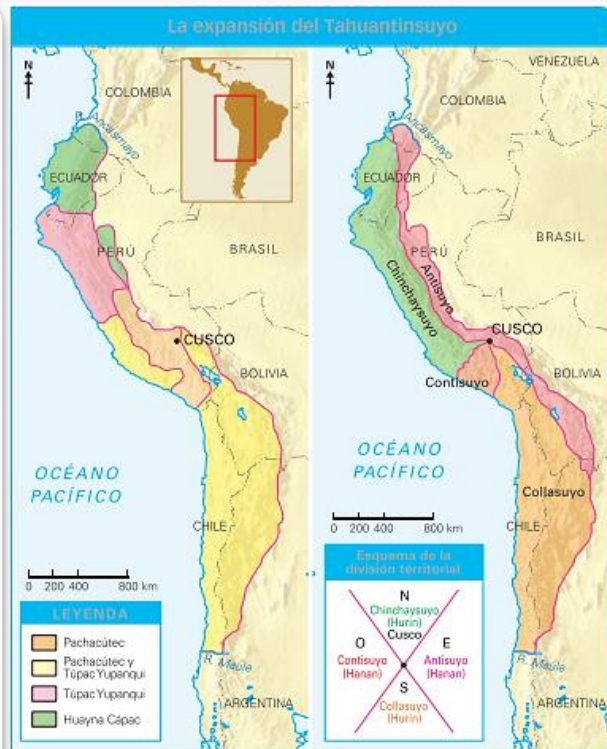 La expansión del Tahuantinsuyo
N
COLOMBIA
R. Ancasmayo
ECUADOR
PERÚ
BRASIL
CUSCO
BOLIVIA
OCÉANO
PACÍFICO
CHILE
0 200 400 800 km
LEYENDA
Pachacútec
Pachacútec y
Túpac Yupanqui
Túpac Yupanqui
Huayna Cápac
R. Maule
ARGENTINA
N
VENEZUELA
COLOMBIA
R. Ancasmayo
ECUADOR
PERÚ
BRASIL
Antisuyo
Chinchaysuyo
CUSCO
BOLIVIA
Contisuyo
OCÉANO
PACÍFICO
Collasuyo
0 200 400 800 km
CHILE
Esquema de la
división territorial
N
Chinchaysuyo
(Hurin)
Cusco
O
E
Contisuyo
(Hanan)
Antisuyo
(Hanan)
S
Collasuyo
(Hurin)
R. Maule
ARGENTINA